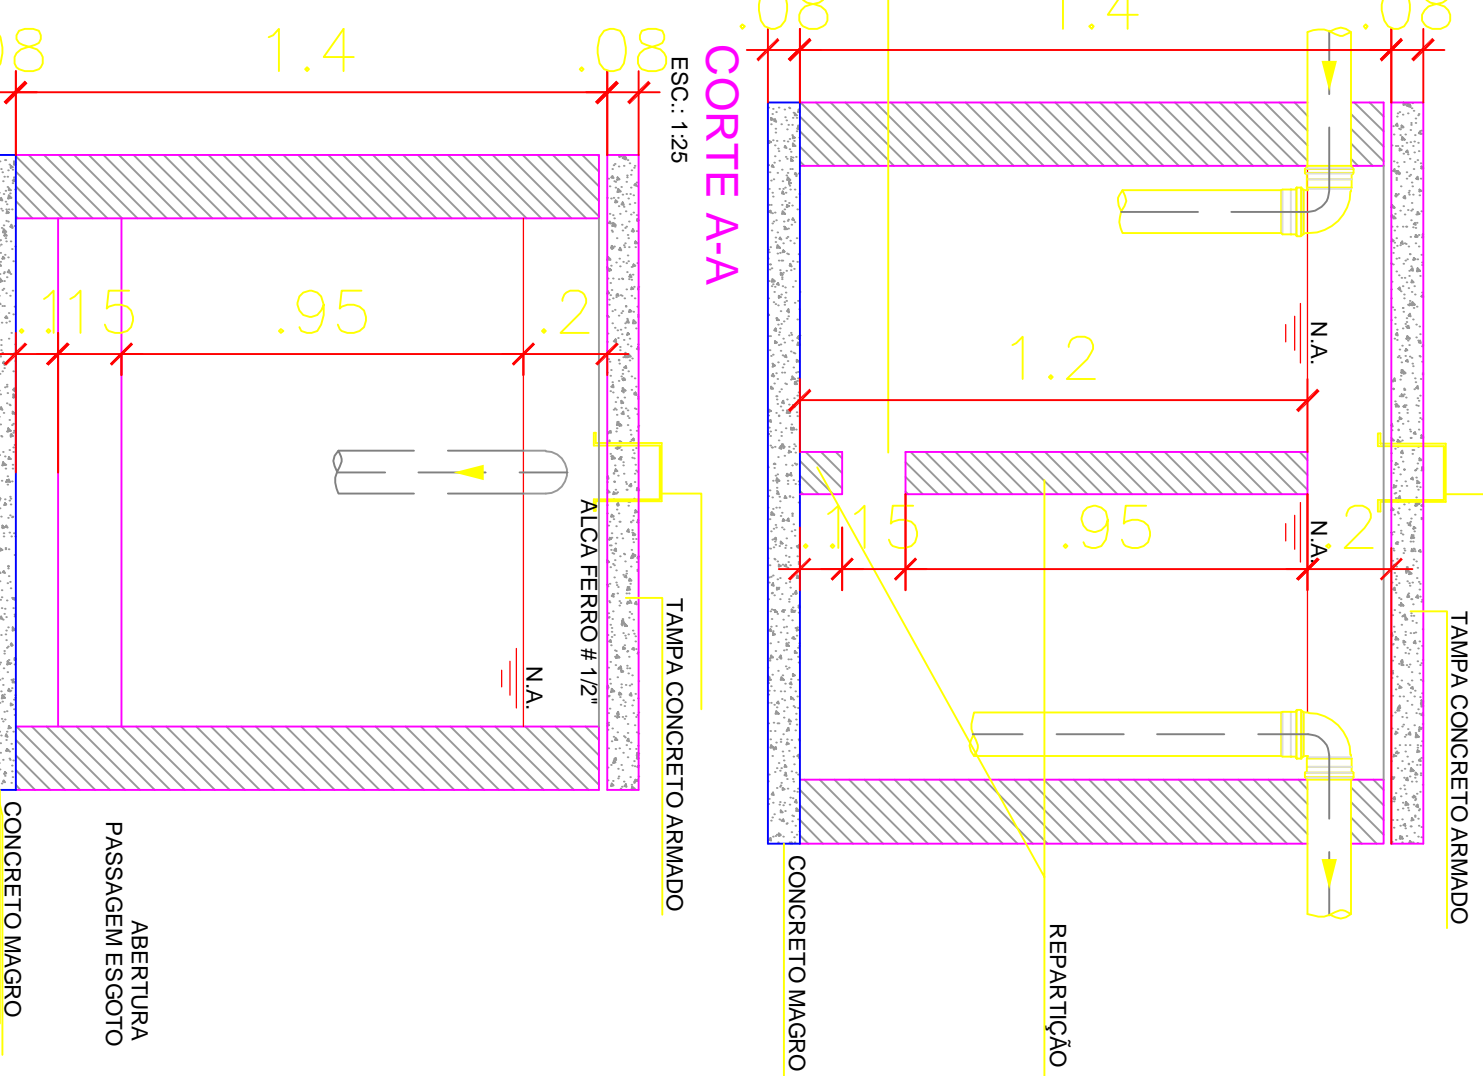 .08
1.4
.08
TAMPA CONCRETO ARMADO
N.A.
1.2
N.A.
.115
.95
.2
REPARTIÇÃO
CONCRETO MAGRO
CORTE A-A
ESC.: 1:25
1.4
.08
TAMPA CONCRETO ARMADO
ALCA FERRO # 1/2"
N.A.
.115
.95
.2
ABERTURA
PASSAGEM ESGOTO
CONCRETO MAGRO